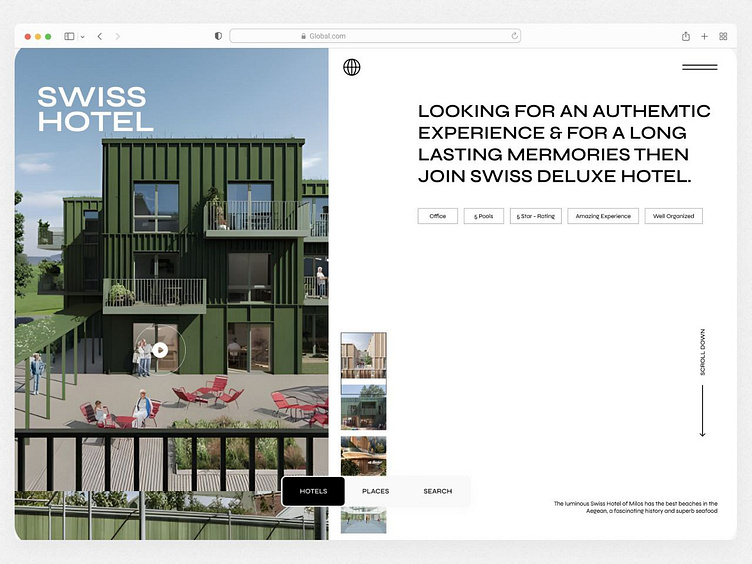 Global.com
SWISS
HOTEL
LOOKING FOR AN AUTHEMTIC
EXPERIENCE & FOR A LONG
LASTING MERMORIES THEN
JOIN SWISS DELUXE HOTEL.
Office
5 Pools
5 Star - Rating
Amazing Experience
Well Organized
SCROLL DOWN
HOTELS
PLACES
SEARCH
The luminous Swiss Hotel of Milos has the best beaches in the
Aegean, a fascinating history and superb seafood